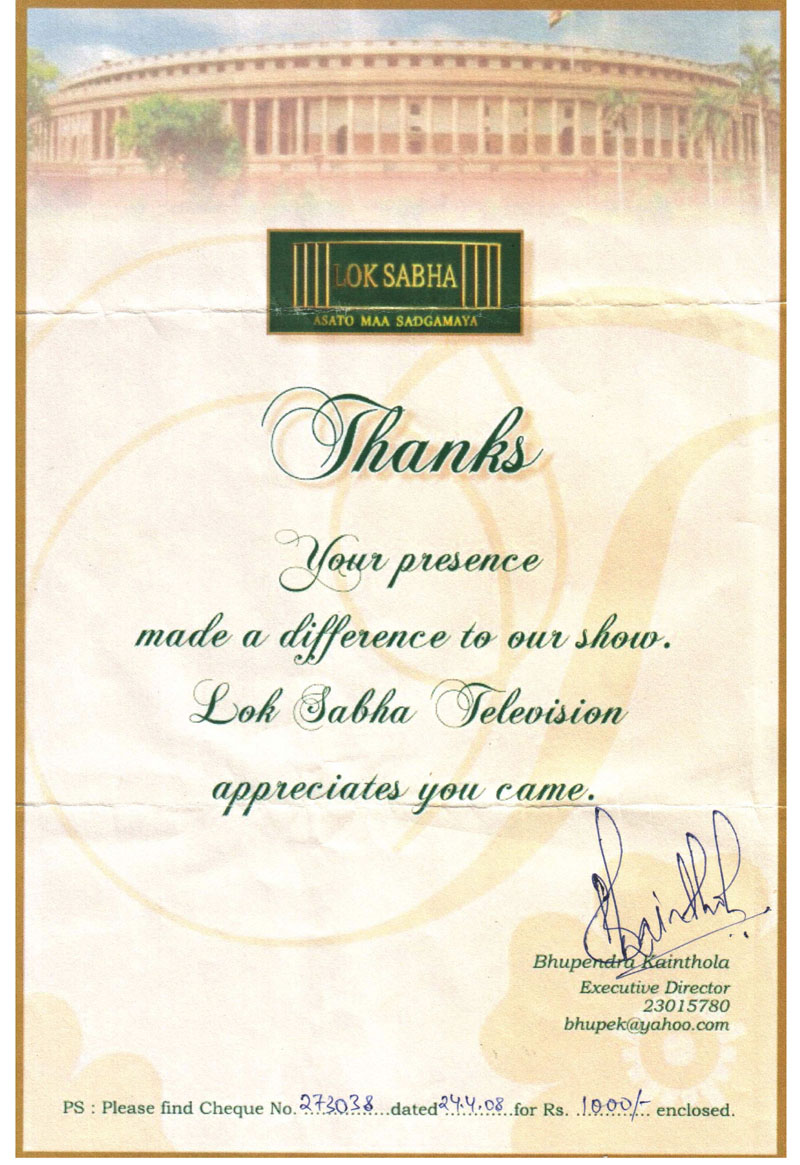 LOK SABHA
ASATO MAA SADGAMAYA
Thanks
Your presence
made a difference to our show.
Lok Sabha Television
appreciates you came.
Kainthola
Bhupendra Kainthola
Executive Director
23015780
bhupek@yahoo.com
PS : Please find Cheque No. 273038 dated 24.4.08 for Rs. 1000/- enclosed.